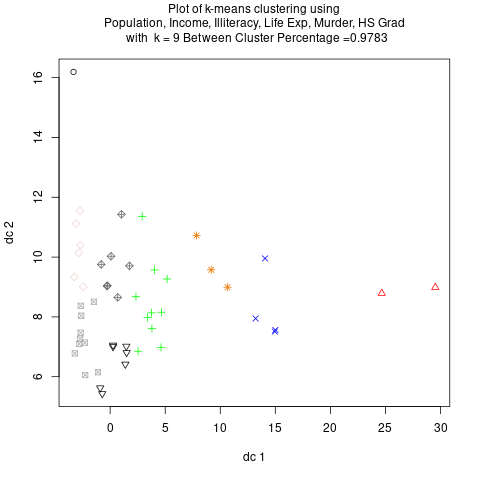 Plot of k-means clustering using
Population, Income, Illiteracy, Life Exp, Murder, HS Grad
with k = 9 Between Cluster Percentage =0.9783
16
14
12
10
8
6
dc 2
0 5 10 15 20 25 30
dc 1